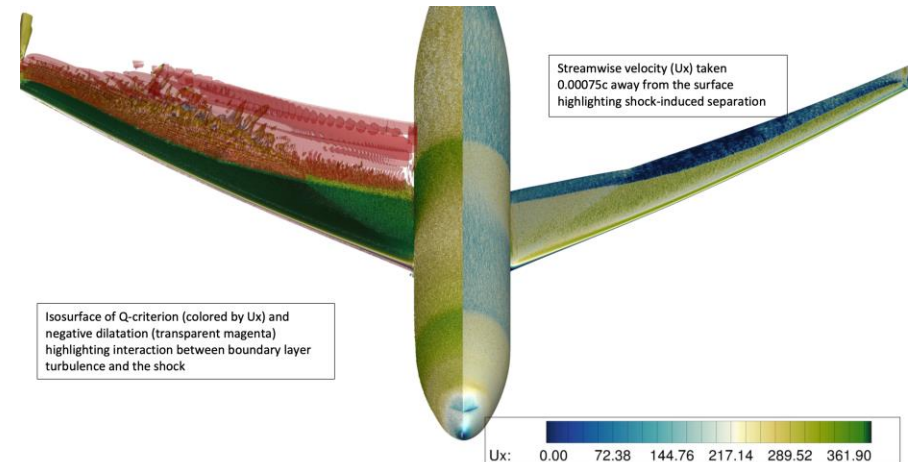 Streamwise velocity (Ux) taken
0.00075c away from the surface
highlighting shock-induced separation
Isosurface of Q-criterion (colored by Ux) and
negative dilatation (transparent magenta)
highlighting interaction between boundary layer
turbulence and the shock
Ux: 0.00 72.38 144.76 217.14 289.52 361.90